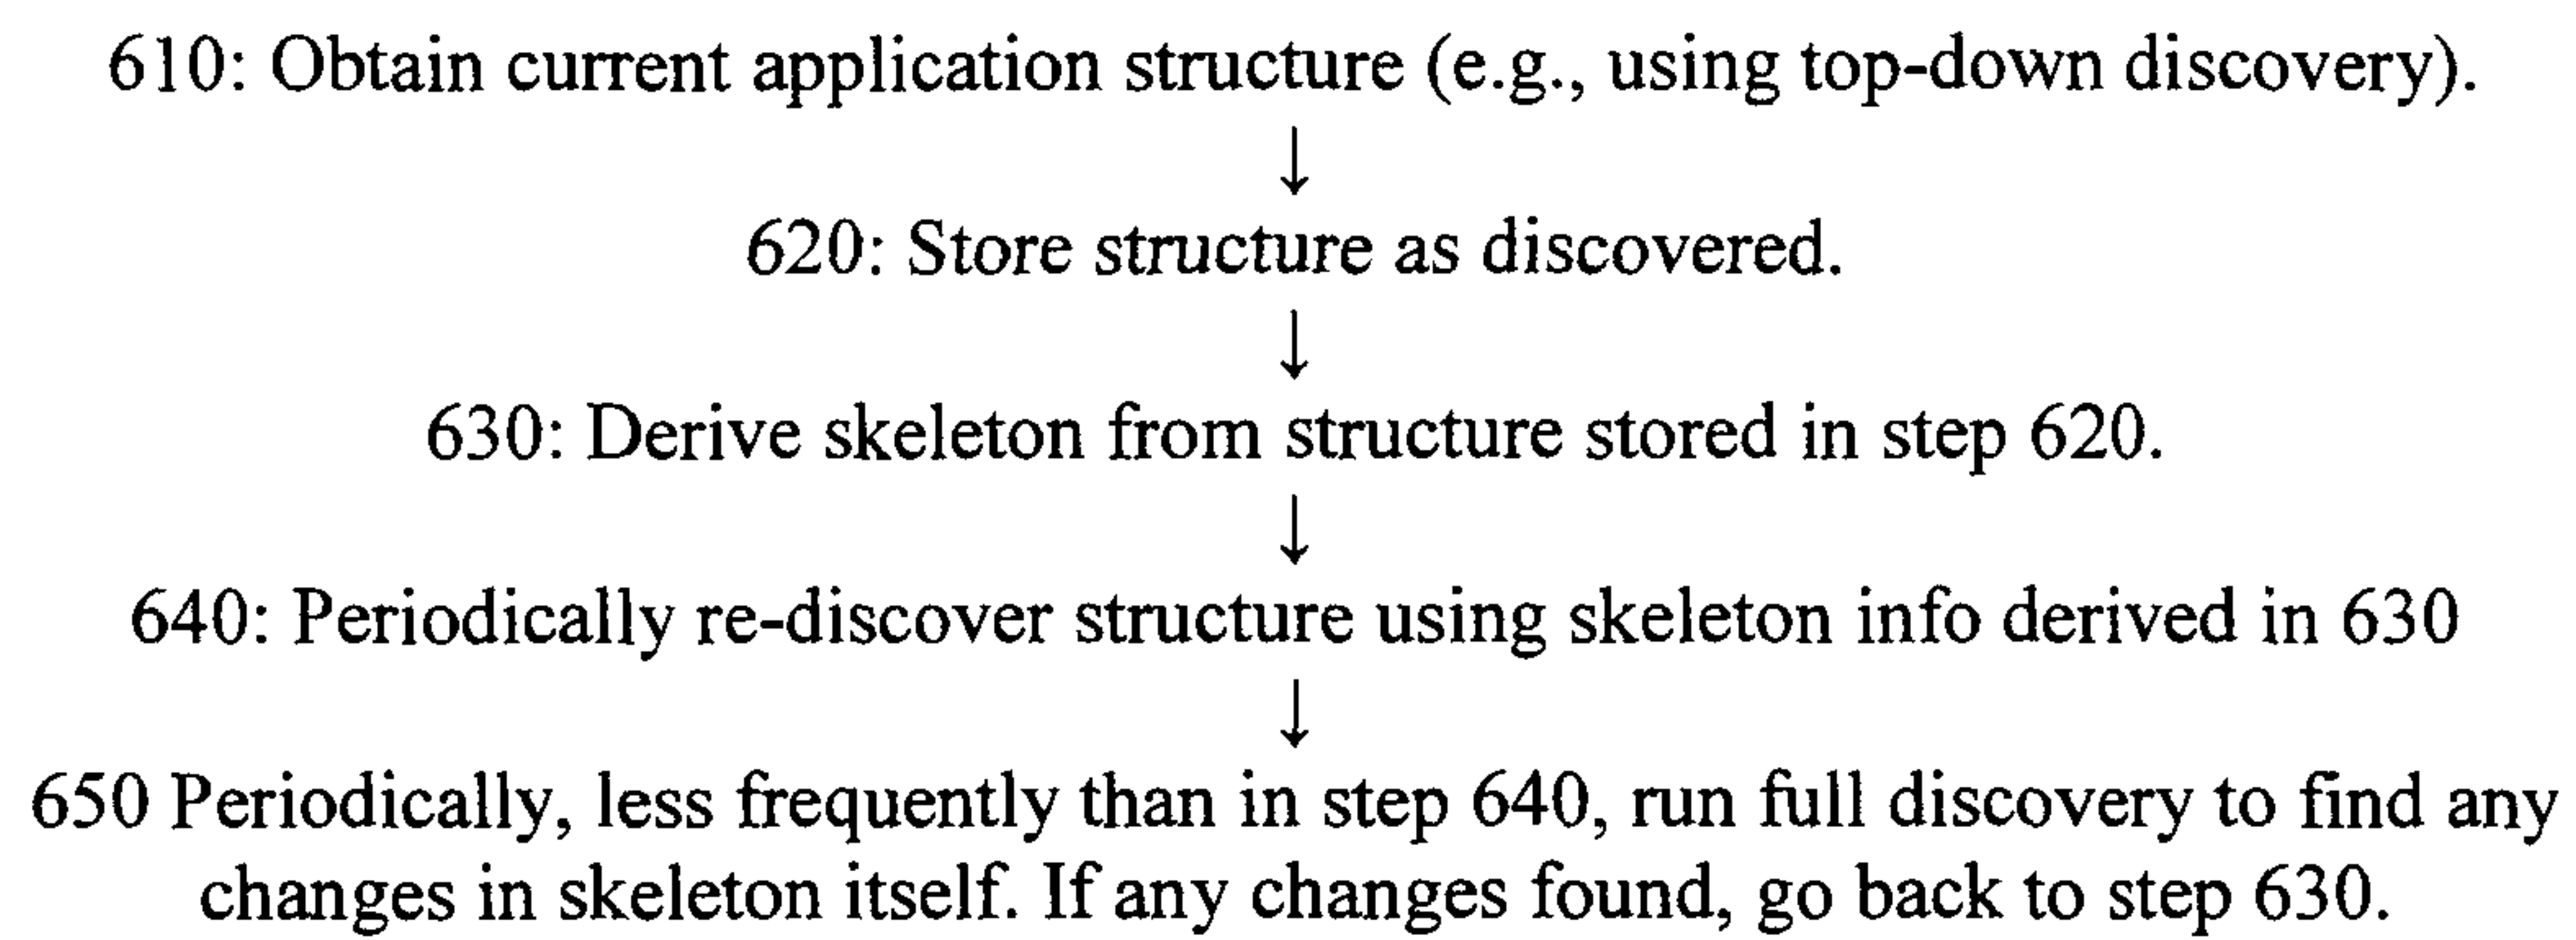 610: Obtain current application structure (e.g., using top-down discovery).
↓
620: Store structure as discovered.
↓
630: Derive skeleton from structure stored in step 620.
↓
640: Periodically re-discover structure using skeleton info derived in 630
↓
650 Periodically, less frequently than in step 640, run full discovery to find any
changes in skeleton itself. If any changes found, go back to step 630.